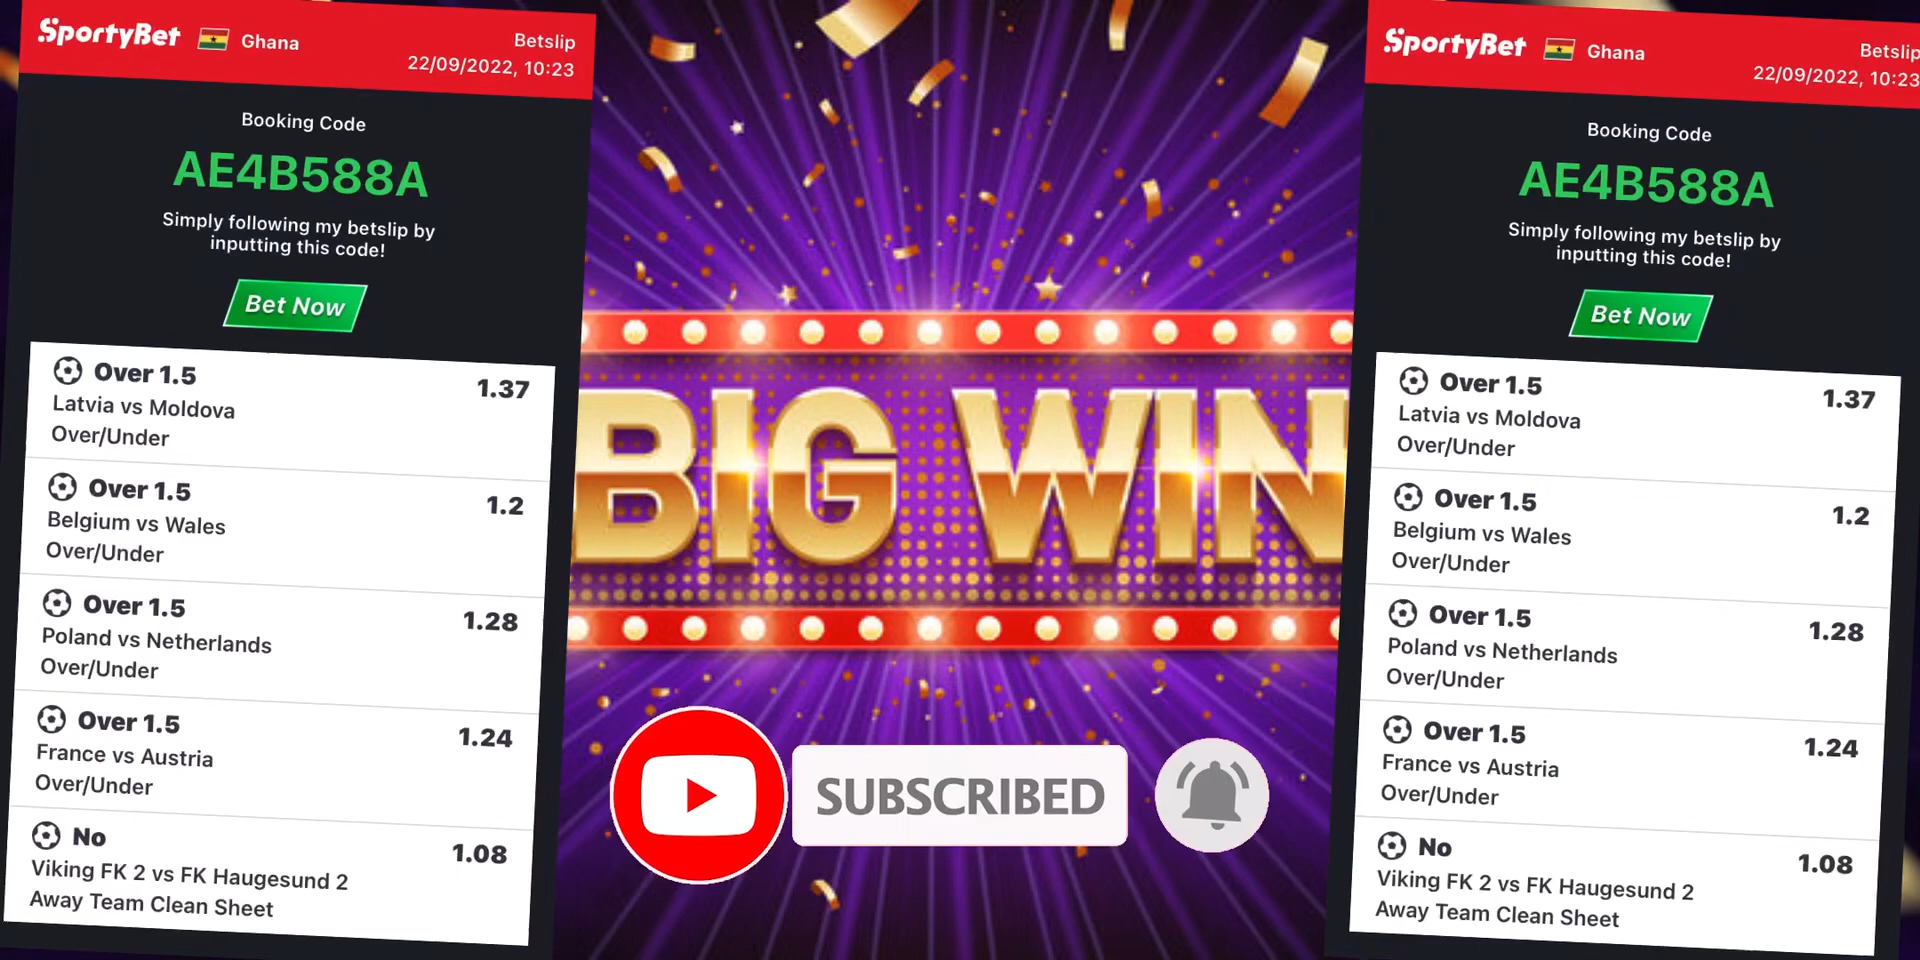 SportyBet Ghana
Betslip
22/09/2022, 10:23
Booking Code
AE4B588A
Simply following my betslip by
inputting this code!
Bet Now
Over 1.5 1.37
Latvia vs Moldova
Over/Under
Over 1.5 1.2
Belgium vs Wales
Over/Under
Over 1.5 1.28
Poland vs Netherlands
Over/Under
Over 1.5 1.24
France vs Austria
Over/Under
No 1.08
Viking FK 2 vs FK Haugesund 2
Away Team Clean Sheet
BIG WIN
SUBSCRIBED
SportyBet Ghana
Betslip
22/09/2022, 10:23
Booking Code
AE4B588A
Simply following my betslip by
inputting this code!
Bet Now
Over 1.5 1.37
Latvia vs Moldova
Over/Under
Over 1.5 1.2
Belgium vs Wales
Over/Under
Over 1.5 1.28
Poland vs Netherlands
Over/Under
Over 1.5 1.24
France vs Austria
Over/Under
No 1.08
Viking FK 2 vs FK Haugesund 2
Away Team Clean Sheet